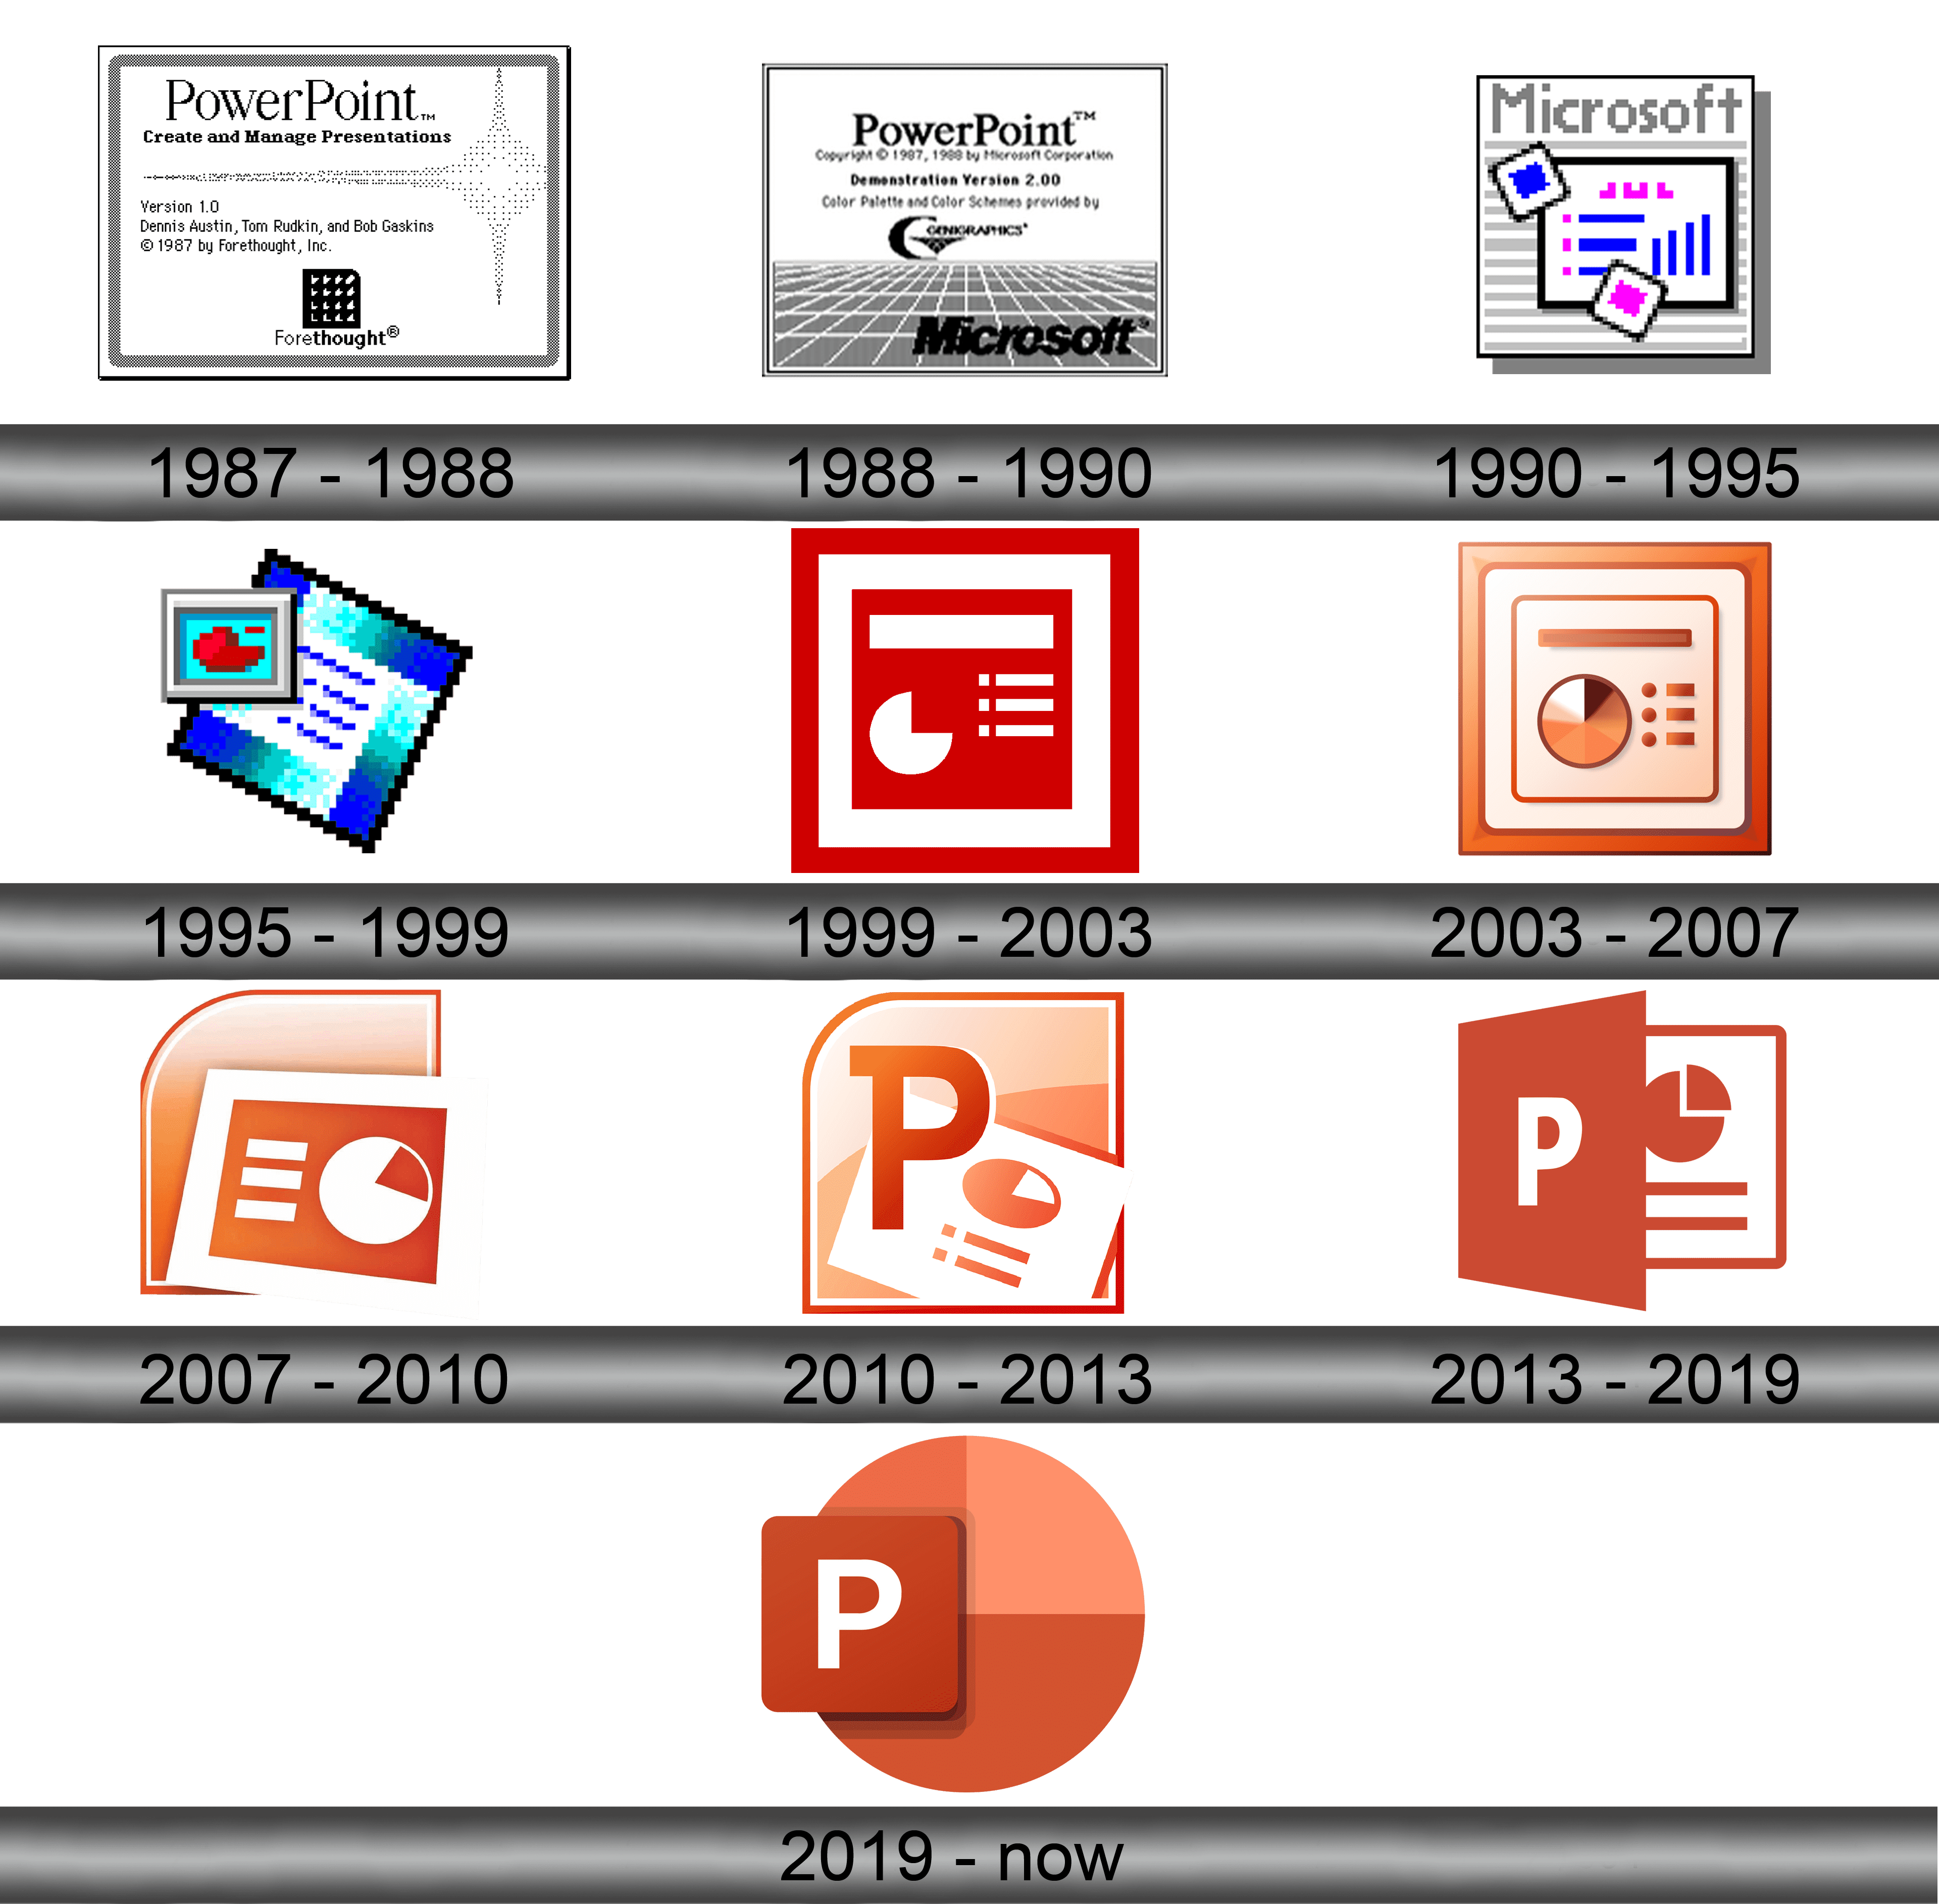 PowerPoint™
Create and Manage Presentations
Version 1.0
Dennis Austin, Tom Rudkin, and Bob Gaskins
© 1987 by Forethought, Inc.
Forethought®
PowerPoint™
Copyright © 1987, 1988 by Microsoft Corporation
Demonstration Version 2.00
Color Palette and Color Schemes provided by
GENIGRAPHICS®
Microsoft®
Microsoft
1987 - 1988
1988 - 1990
1990 - 1995
1995 - 1999
1999 - 2003
2003 - 2007
P
P
2007 - 2010
2010 - 2013
2013 - 2019
P
2019 - now